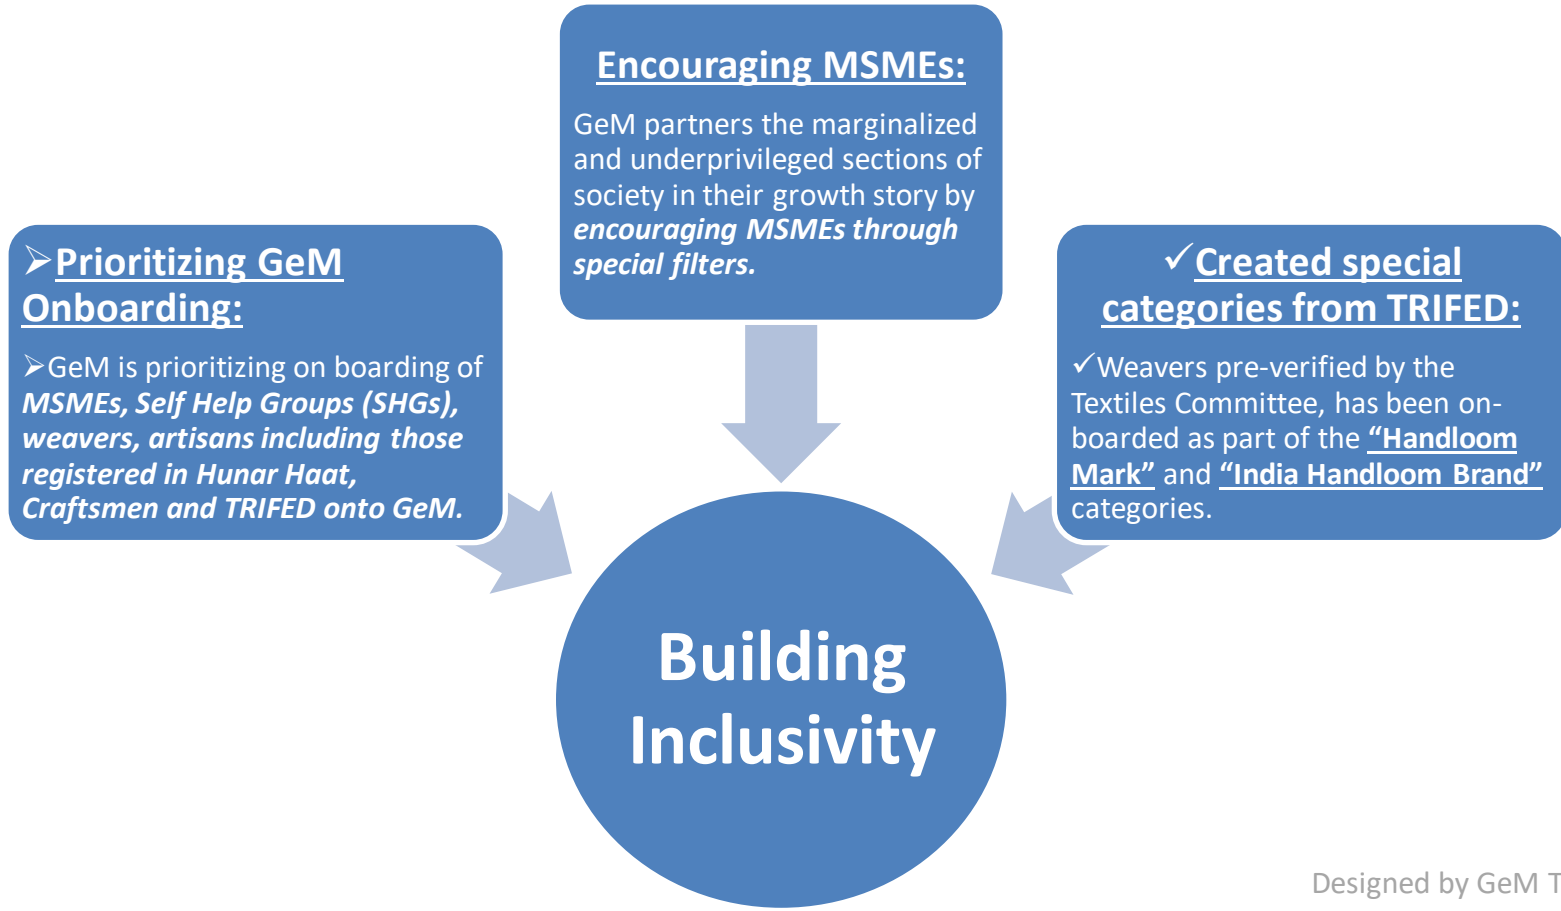 Encouraging MSMEs:
GeM partners the marginalized
and underprivileged sections of
society in their growth story by
encouraging MSMEs through
special filters.
➢Prioritizing GeM
Onboarding:
➢GeM is prioritizing on boarding of
MSMEs, Self Help Groups (SHGs),
weavers, artisans including those
registered in Hunar Haat,
Craftsmen and TRIFED onto GeM.
✓Created special
categories from TRIFED:
✓Weavers pre-verified by the
Textiles Committee, has been on-
boarded as part of the “Handloom
Mark” and “India Handloom Brand”
categories.
Building
Inclusivity
Designed by GeM T